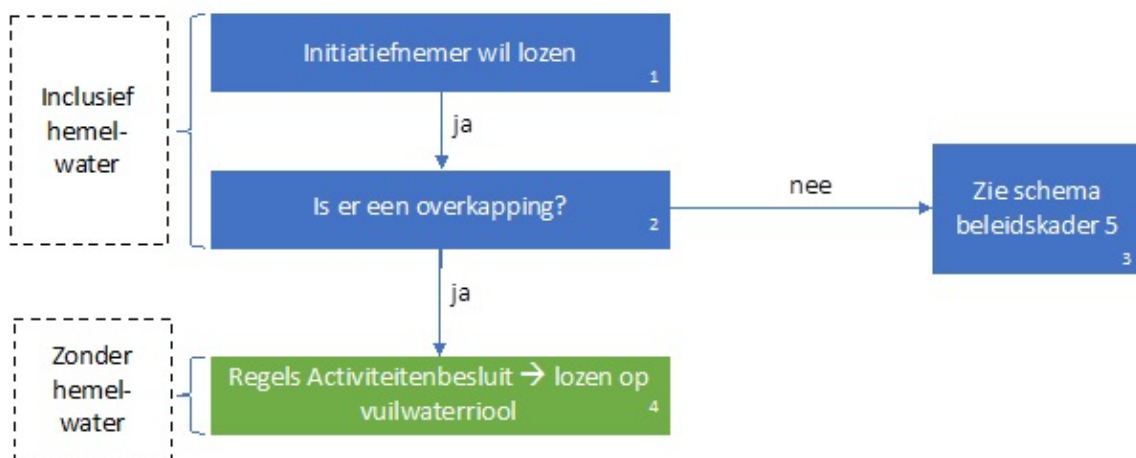 Inclusief
hemel-
water
Initiatiefnemer wil lozen
1
ja
Is er een overkapping?
2
nee
Zie schema
beleidskader 5
3
ja
Zonder
hemel-
water
Regels Activiteitenbesluit → lozen op
vuilwaterriool
4